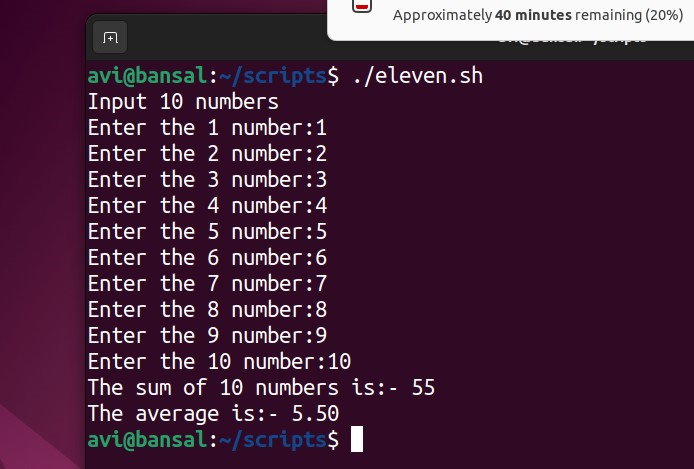 Approximately 40 minutes remaining (20%)
avi@bansal:~/scripts$ ./eleven.sh
Input 10 numbers
Enter the 1 number:1
Enter the 2 number:2
Enter the 3 number:3
Enter the 4 number:4
Enter the 5 number:5
Enter the 6 number:6
Enter the 7 number:7
Enter the 8 number:8
Enter the 9 number:9
Enter the 10 number:10
The sum of 10 numbers is:- 55
The average is:- 5.50
avi@bansal:~/scripts$